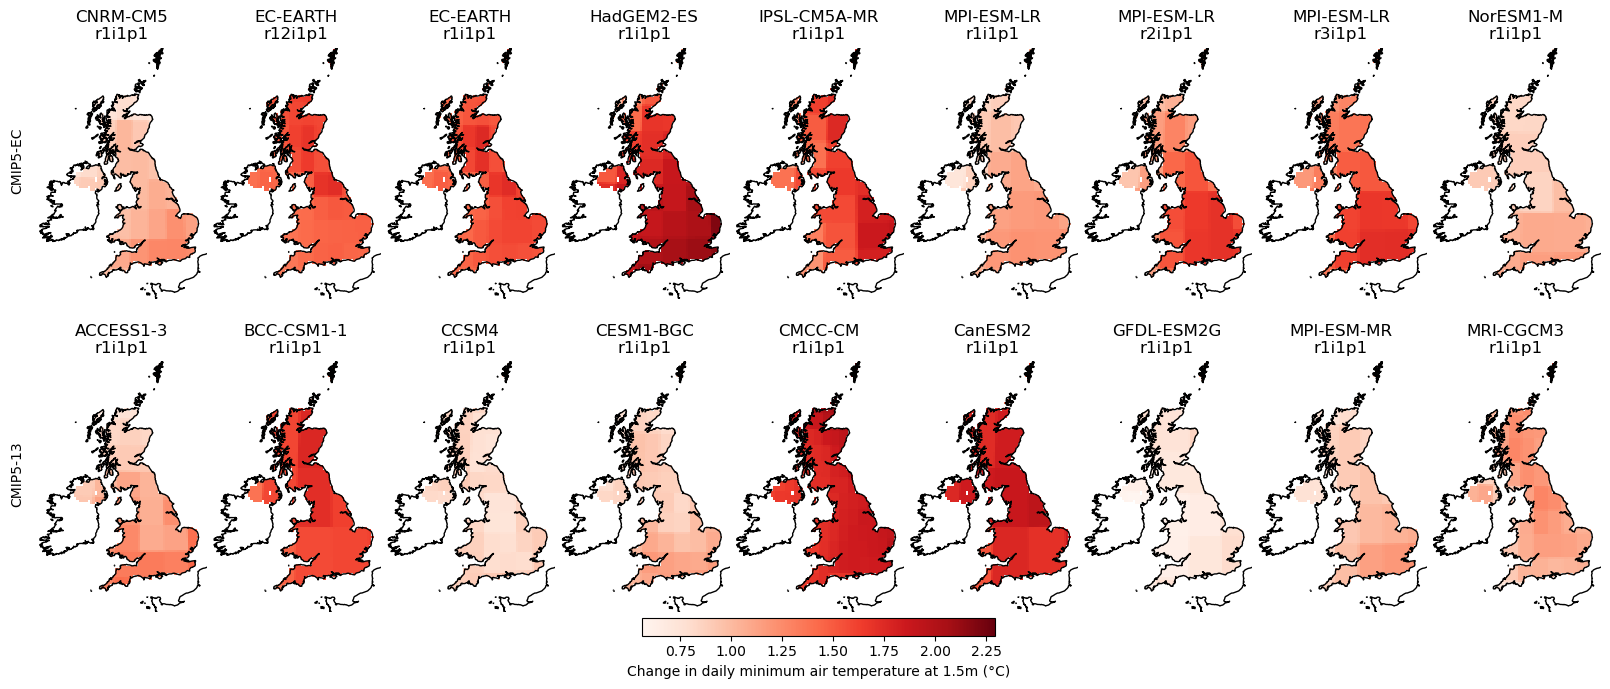 CNRM-CM5
r1i1p1
EC-EARTH
r12i1p1
EC-EARTH
r1i1p1
HadGEM2-ES
r1i1p1
IPSL-CM5A-MR
r1i1p1
MPI-ESM-LR
r1i1p1
MPI-ESM-LR
r2i1p1
MPI-ESM-LR
r3i1p1
NorESM1-M
r1i1p1
CMIP5-EC
ACCESS1-3
r1i1p1
BCC-CSM1-1
r1i1p1
CCSM4
r1i1p1
CESM1-BGC
r1i1p1
CMCC-CM
r1i1p1
CanESM2
r1i1p1
GFDL-ESM2G
r1i1p1
MPI-ESM-MR
r1i1p1
MRI-CGCM3
r1i1p1
CMIP5-13
0.75 1.00 1.25 1.50 1.75 2.00 2.25
Change in daily minimum air temperature at 1.5m (°C)